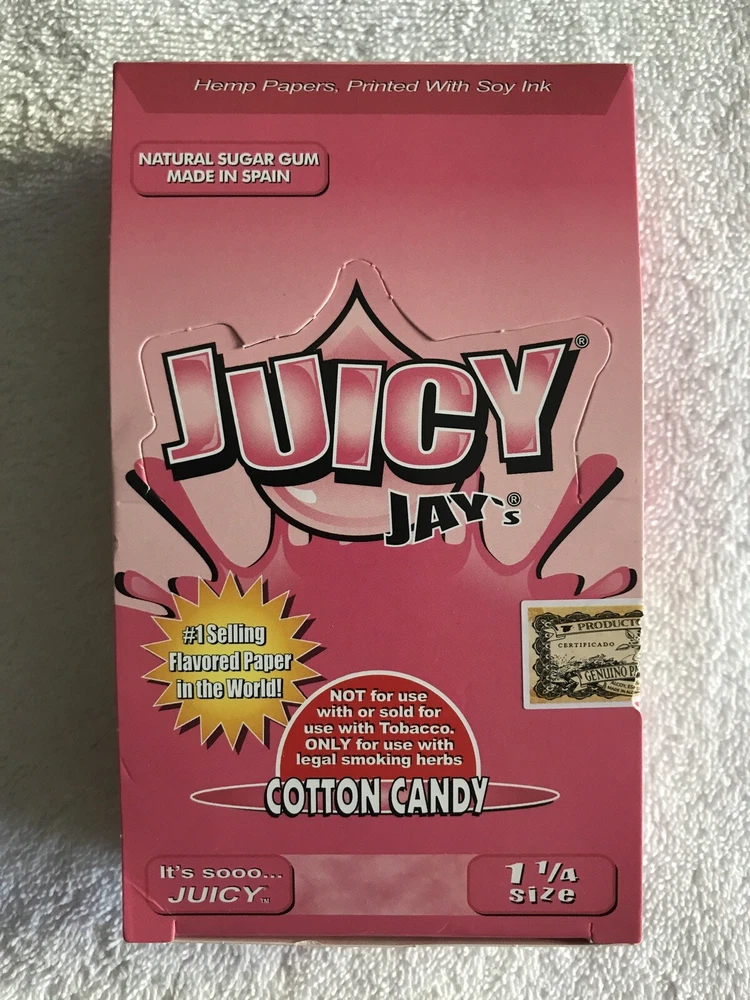 Hemp Papers, Printed With Soy Ink
NATURAL SUGAR GUM
MADE IN SPAIN
JUICY®
JAY's®
#1 Selling
Flavored Paper
in the World!
PRODUCT
CERTIFICADO
GENUINO
NOT for use
with or sold for
use with Tobacco.
ONLY for use with
legal smoking herbs
COTTON CANDY
It's sooo...
JUICY™
1 1/4
size